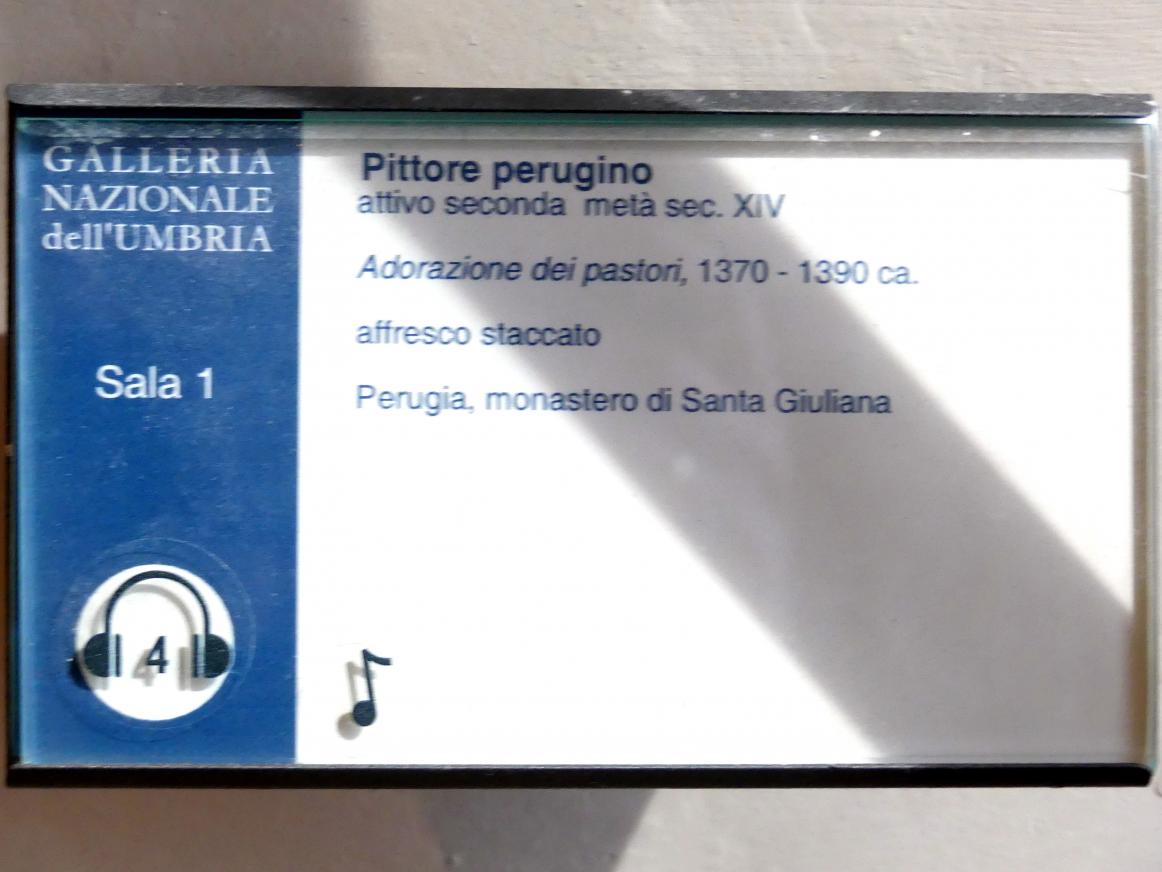 GALLERIA
NAZIONALE
dell'UMBRIA
Sala 1
4
Pittore perugino
attivo seconda metà sec. XIV
Adorazione dei pastori, 1370 - 1390 ca.
affresco staccato
Perugia, monastero di Santa Giuliana